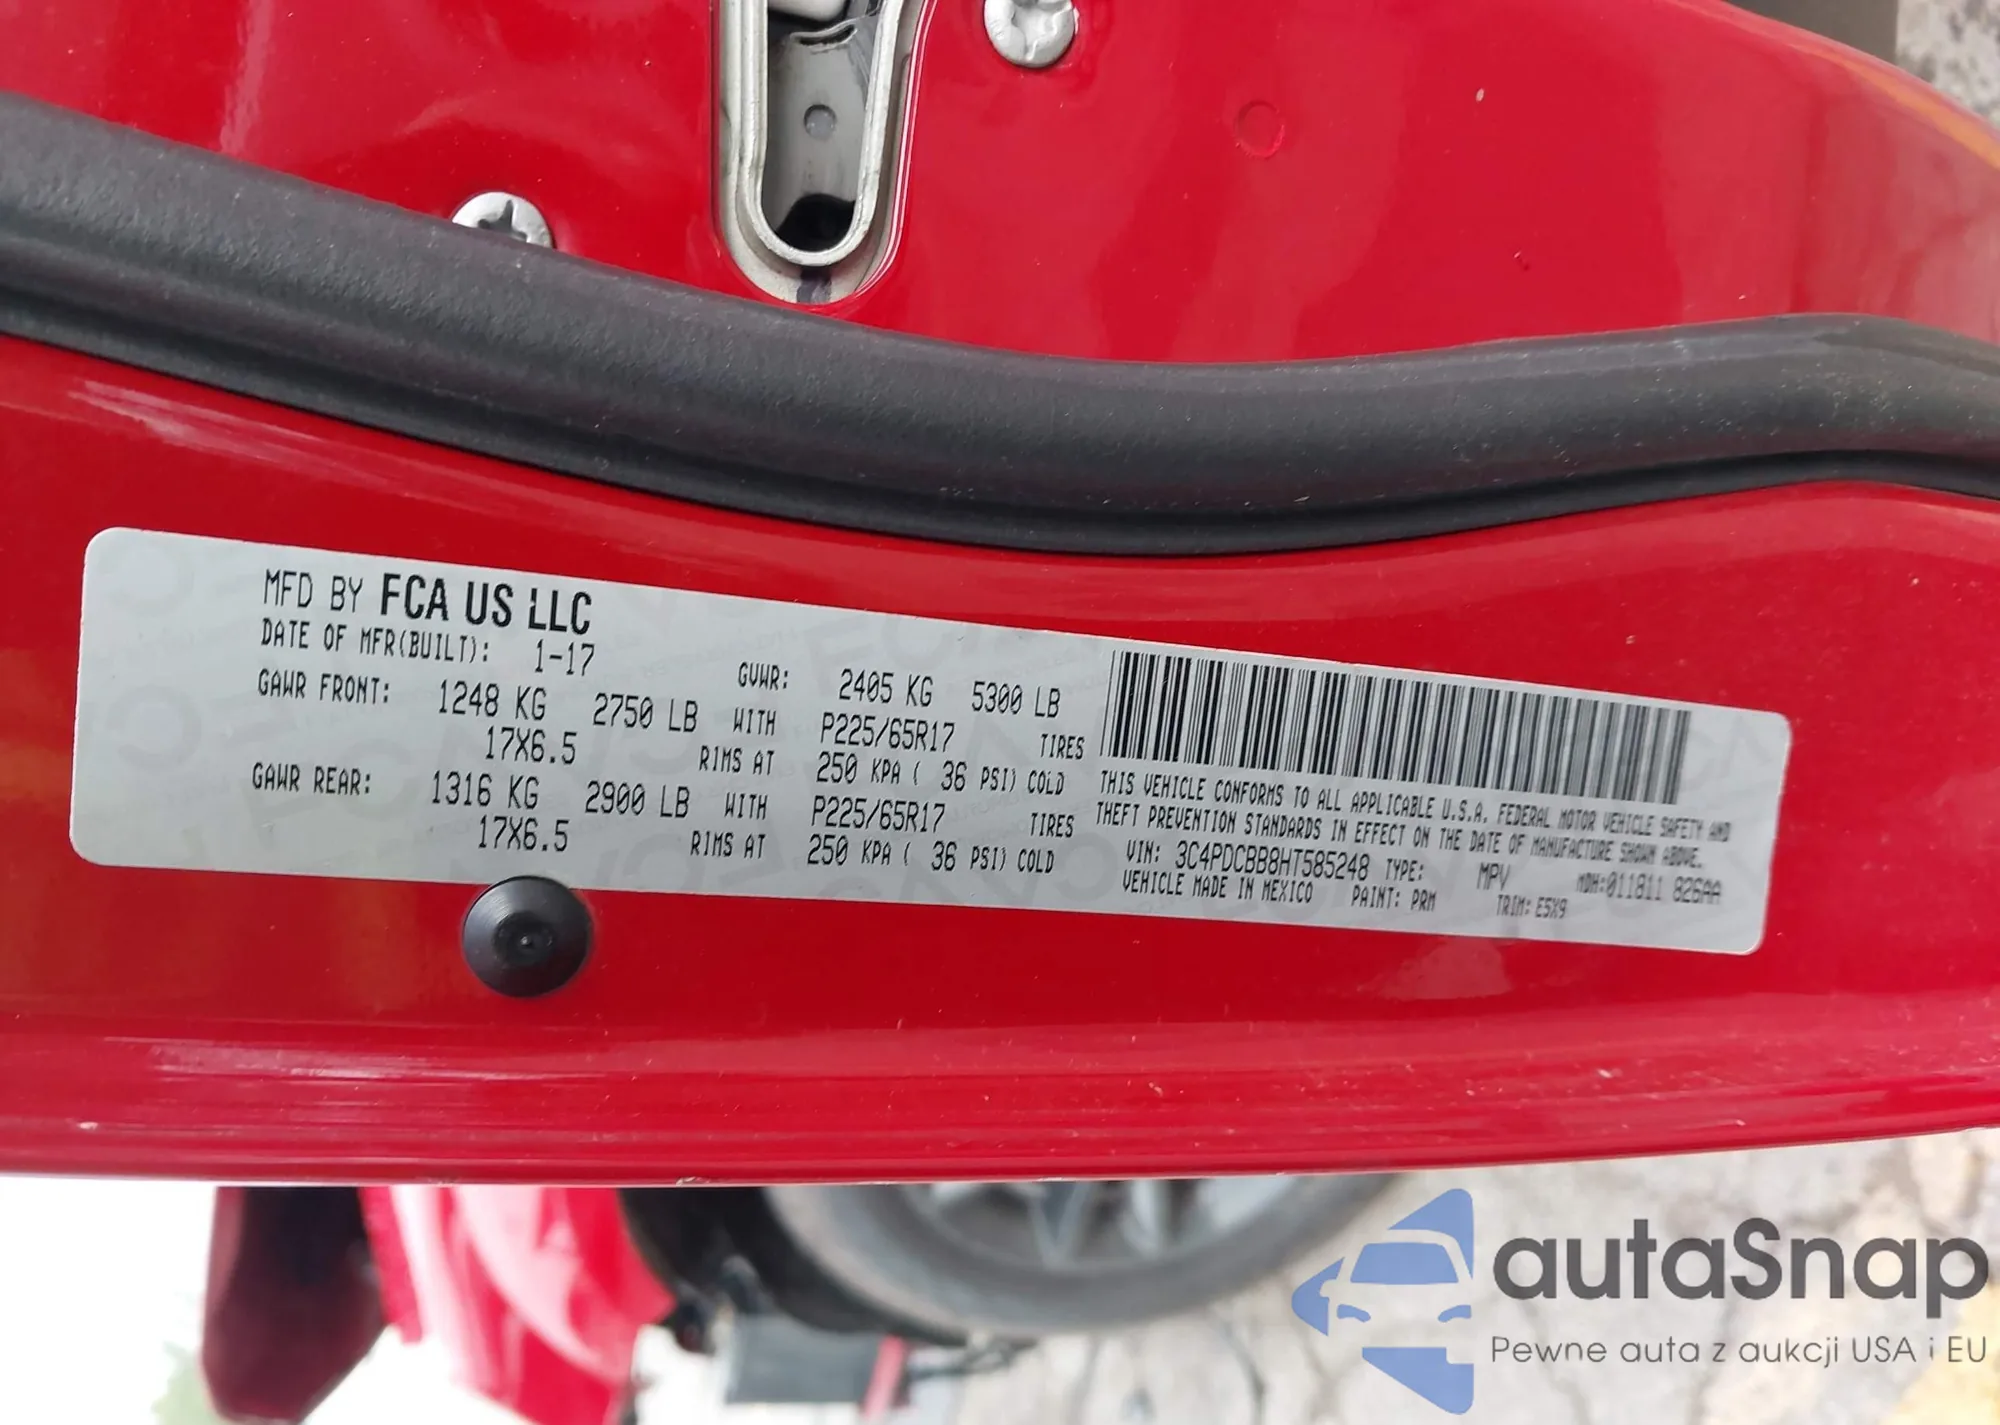 MFD BY FCA US LLC
DATE OF MFR(BUILT): 1-17 GVWR: 2405 KG 5300 LB
GAWR FRONT: 1248 KG 2750 LB WITH P225/65R17 TIRES
17X6.5 RIMS AT 250 KPA ( 36 PSI) COLD
GAWR REAR: 1316 KG 2900 LB WITH P225/65R17 TIRES
17X6.5 RIMS AT 250 KPA ( 36 PSI) COLD
THIS VEHICLE CONFORMS TO ALL APPLICABLE U.S.A. FEDERAL MOTOR VEHICLE SAFETY AND
THEFT PREVENTION STANDARDS IN EFFECT ON THE DATE OF MANUFACTURE SHOWN ABOVE.
VIN: 3C4PDCBB8HT585248 TYPE: MPV MDH:011811 826AA
VEHICLE MADE IN MEXICO PAINT: PRM TRIM: E5X9
autaSnap
Pewne auta z aukcji USA i EU